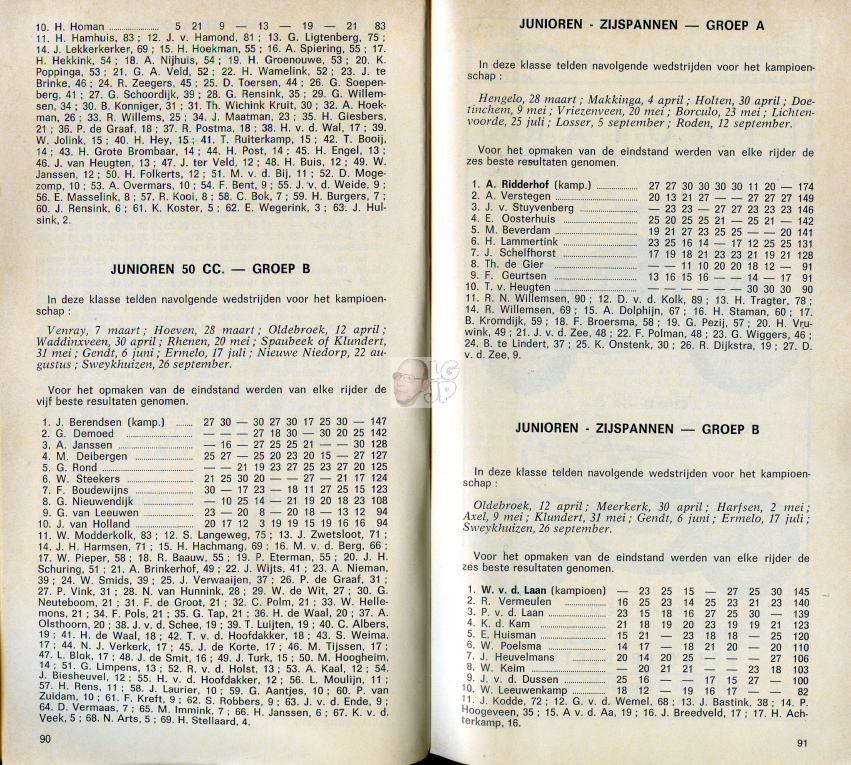 10. H. Homan ........ 5 21 9 — 13 — 19 — 21 83
11. H. Hamhuis, 83 ; 12. J. v. Hamond, 81 ; 13. G. Ligtenberg, 75 ;
14. J. Lekkerkerker, 69 ; 15. H. Hoekman, 55 ; 16. A. Spiering, 55 ; 17.
H. Hekkink, 54 ; 18. A. Nijhuis, 54 ; 19. H. Groenouwe, 53 ; 20. K.
Poppinga, 53 ; 21. G. A. Veld, 52 ; 22. H. Wamelink, 52 ; 23. J. te
Brinke, 46 ; 24. R. Zeegers, 45 ; 25. D. Toersen, 44 ; 26. G. Soepen-
berg, 41 ; 27. G. Schoordijk, 39 ; 28. G. Rensink, 35 ; 29. G. Willem-
sen, 34 ; 30. B. Konniger, 31 ; 31. Th. Wichink Kruit, 30 ; 32. A. Hoek-
man, 26 ; 33. R. Willems, 25 ; 34. J. Maatman, 23 ; 35. H. Giesbers,
21 ; 36. P. de Graaf, 18 ; 37. R. Postma, 18 ; 38. H. v. d. Wal, 17 ; 39.
W. Jolink, 15 ; 40. H. Hey, 15 ; 41. T. Ruiterkamp, 15 ; 42. T. Booij,
14 ; 43. H. Grote Brombaar, 14 ; 44. H. Post, 14 ; 45. H. Engel, 13 ;
46. J. van Heugten, 13 ; 47. J. ter Veld, 12 ; 48. H. Buis, 12 ; 49. W.
Janssen, 12 ; 50. H. Folkerts, 12 ; 51. M. v. d. Bij, 11 ; 52. D. Moge-
zomp, 10 ; 53. A. Overmars, 10 ; 54. F. Bent, 9 ; 55. J. v. d. Weide, 9 ;
56. E. Masselink, 8 ; 57. R. Kooi, 8 ; 58. C. Bok, 7 ; 59. H. Burgers, 7 ;
60. J. Rensink, 6 ; 61. K. Koster, 5 ; 62. E. Wegerink, 3 ; 63. J. Hul-
sink, 2.
JUNIOREN 50 CC. — GROEP B
In deze klasse telden navolgende wedstrijden voor het kampioen-
schap :
Venray, 7 maart ; Hoeven, 28 maart ; Oldebroek, 12 april ;
Waddinxveen, 30 april ; Rhenen, 20 mei ; Spaubeek of Klundert,
31 mei ; Gendt, 6 juni ; Ermelo, 17 juli ; Nieuwe Niedorp, 22 au-
gustus ; Sweykhuizen, 26 september.
Voor het opmaken van de eindstand werden van elke rijder de
vijf beste resultaten genomen.
1. J. Berendsen (kamp.) ...... 27 30 — 30 27 30 17 25 30 — 147
2. G. Demoed ........ — — — 27 18 30 — 30 20 25 142
3. A. Janssen ........ — 16 — 27 25 25 21 — — 30 128
4. M. Deibergen ........ 25 27 — 25 20 23 20 15 — 27 127
5. G. Rond ........ — — 21 19 23 27 25 23 27 20 125
6. W. Steekers ........ 21 25 30 20 — — 27 — 21 17 124
7. F. Boudewijns ........ 30 — 17 23 — 18 11 27 25 15 123
8. G. Nieuwendijk ........ — 10 25 14 — 21 19 20 18 23 108
9. G. van Leeuwen ........ 23 — 20 8 — 20 18 — 13 12 94
10. J. van Holland ........ 20 17 12 3 19 19 15 19 16 16 94
11. W. Modderkolk, 83 ; 12. S. Langeweg, 75 ; 13. J. Zwetsloot, 71 ;
14. J. H. Harmsen, 71 ; 15. H. Hachmang, 69 ; 16. M. v. d. Berg, 66 ;
17. W. Pieper, 58 ; 18. R. Baauw, 55 ; 19. P. Eterman, 55 ; 20. J. H.
Schuring, 51 ; 21. A. Brinkerhof, 49 ; 22. J. Wijts, 41 ; 23. A. Nieman,
39 ; 24. W. Smids, 39 ; 25. J. Verwaaijen, 37 ; 26. P. de Graaf, 31 ;
27. P. Vink, 31 ; 28. N. van Hunnink, 28 ; 29. W. de Wit, 27 ; 30. G.
Neuteboom, 21 ; 31. F. de Groot, 21 ; 32. C. Polm, 21 ; 33. W. Helle-
mons, 21 ; 34. F. Pols, 21 ; 35. G. Tap, 21 ; 36. H. de Waal, 20 ; 37. A.
Olsthoorn, 20 ; 38. J. v. d. Schee, 19 ; 39. T. Luijten, 19 ; 40. C. Albers,
19 ; 41. H. de Waal, 18 ; 42. T. v. d. Hoofdakker, 18 ; 43. S. Weima,
17 ; 44. N. J. Verkerk, 17 ; 45. J. de Korte, 17 ; 46. M. Tijssen, 17 ;
47. L. Blok, 17 ; 48. J. de Smit, 16 ; 49. J. Turk, 15 ; 50. M. Hoogheim,
14 ; 51. G. Limpens, 13 ; 52. R. v. d. Holst, 13 ; 53. A. Kaal, 12 ; 54.
J. Biesheuvel, 12 ; 55. H. v. d. Hoofdakker, 12 ; 56. L. Moulijn, 11 ;
57. H. Rens, 11 ; 58. J. Laurier, 10 ; 59. G. Aantjes, 10 ; 60. P. van
Zuidam, 10 ; 61. F. Kreft, 9 ; 62. S. Robbers, 9 ; 63. J. v. d. Ende, 9 ;
64. D. Vermaas, 7 ; 65. M. Immink, 7 ; 66. H. Janssen, 6 ; 67. K. v. d.
Veek, 5 ; 68. N. Arts, 5 ; 69. H. Stellaard, 4.
90
JUNIOREN - ZIJSPANNEN — GROEP A
In deze klasse telden navolgende wedstrijden voor het kampioen-
schap :
Hengelo, 28 maart ; Makkinga, 4 april ; Holten, 30 april ; Doe-
tinchem, 9 mei ; Vriezenveen, 20 mei ; Borculo, 23 mei ; Lichten-
voorde, 25 juli ; Losser, 5 september ; Roden, 12 september.
Voor het opmaken van de eindstand werden van elke rijder de
zes beste resultaten genomen.
1. A. Ridderhof (kamp.) ........ 27 27 30 30 30 30 11 20 — 174
2. A. Verstegen ........ 20 13 21 27 — — 27 27 27 149
3. J. v. Stuyvenberg ........ — 23 23 — 27 27 23 23 23 146
4. E. Oosterhuis ........ 25 20 25 25 21 — 25 21 — 142
5. M. Beverdam ........ 19 21 27 23 25 25 — — 20 141
6. H. Lammertink ........ 23 25 16 14 — 17 12 25 25 131
7. J. Schelfhorst ........ 17 19 18 21 23 23 21 19 21 128
8. Th. de Gier ........ — — 11 10 20 20 18 12 — 91
9. F. Geurtsen ........ 13 16 15 16 — — 14 — 17 91
10. T. v. Heugten ........ — — — — — — 30 30 30 90
11. R. N. Willemsen, 90 ; 12. D. v. d. Kolk, 89 ; 13. H. Tragter, 78 ;
14. R. Willemsen, 69 ; 15. A. Dolphijn, 67 ; 16. H. Staman, 60 ; 17.
B. Kromdijk, 59 ; 18. F. Broersma, 58 ; 19. G. Pezij, 57 ; 20. H. Vru-
wink, 49 ; 21. J. v. d. Zee, 48 ; 22. F. Polman, 48 ; 23. G. Wiggers, 46 ;
24. B. te Lindert, 37 ; 25. K. Onstenk, 30 ; 26. R. Dijkstra, 19 ; 27. D.
v. d. Zee, 9.
LG
JP
JUNIOREN - ZIJSPANNEN — GROEP B
In deze klasse telden navolgende wedstrijden voor het kampioen-
schap :
Oldebroek, 12 april ; Meerkerk, 30 april ; Harfsen, 2 mei ;
Axel, 9 mei ; Klundert, 31 mei ; Gendt, 6 juni ; Ermelo, 17 juli ;
Sweykhuizen, 26 september.
Voor het opmaken van de eindstand werden van elke rijder de
zes beste resultaten genomen.
1. W. v. d. Laan (kampioen) — 23 25 15 — 27 25 30 145
2. R. Vermeulen ........ 16 25 23 14 25 23 21 23 140
3. P. v. d. Laan ........ 23 15 18 16 27 25 30 — 139
4. K. d. Kam ........ 21 18 19 20 23 19 19 21 123
5. E. Huisman ........ 15 21 — 23 18 18 — 25 120
6. W. Poelsma ........ 14 17 — 18 21 20 — 20 110
7. J. Heuvelmans ........ 20 14 20 25 — — — 27 106
8. W. Keim ........ — 20 21 21 — — 23 18 103
9. J. v. d. Dussen ........ 25 16 — — 17 15 27 — 100
10. W. Leeuwenkamp ........ 18 12 — 19 16 17 — — 82
11. J. Kodde, 72 ; 12. G. v. d. Wemel, 68 ; 13. J. Bastink, 38 ; 14. P.
Hoogeveen, 35 ; 15. A v. d. Aa, 19 ; 16. J. Breedveld, 17 ; 17. H. Ach-
terkamp, 16.
91